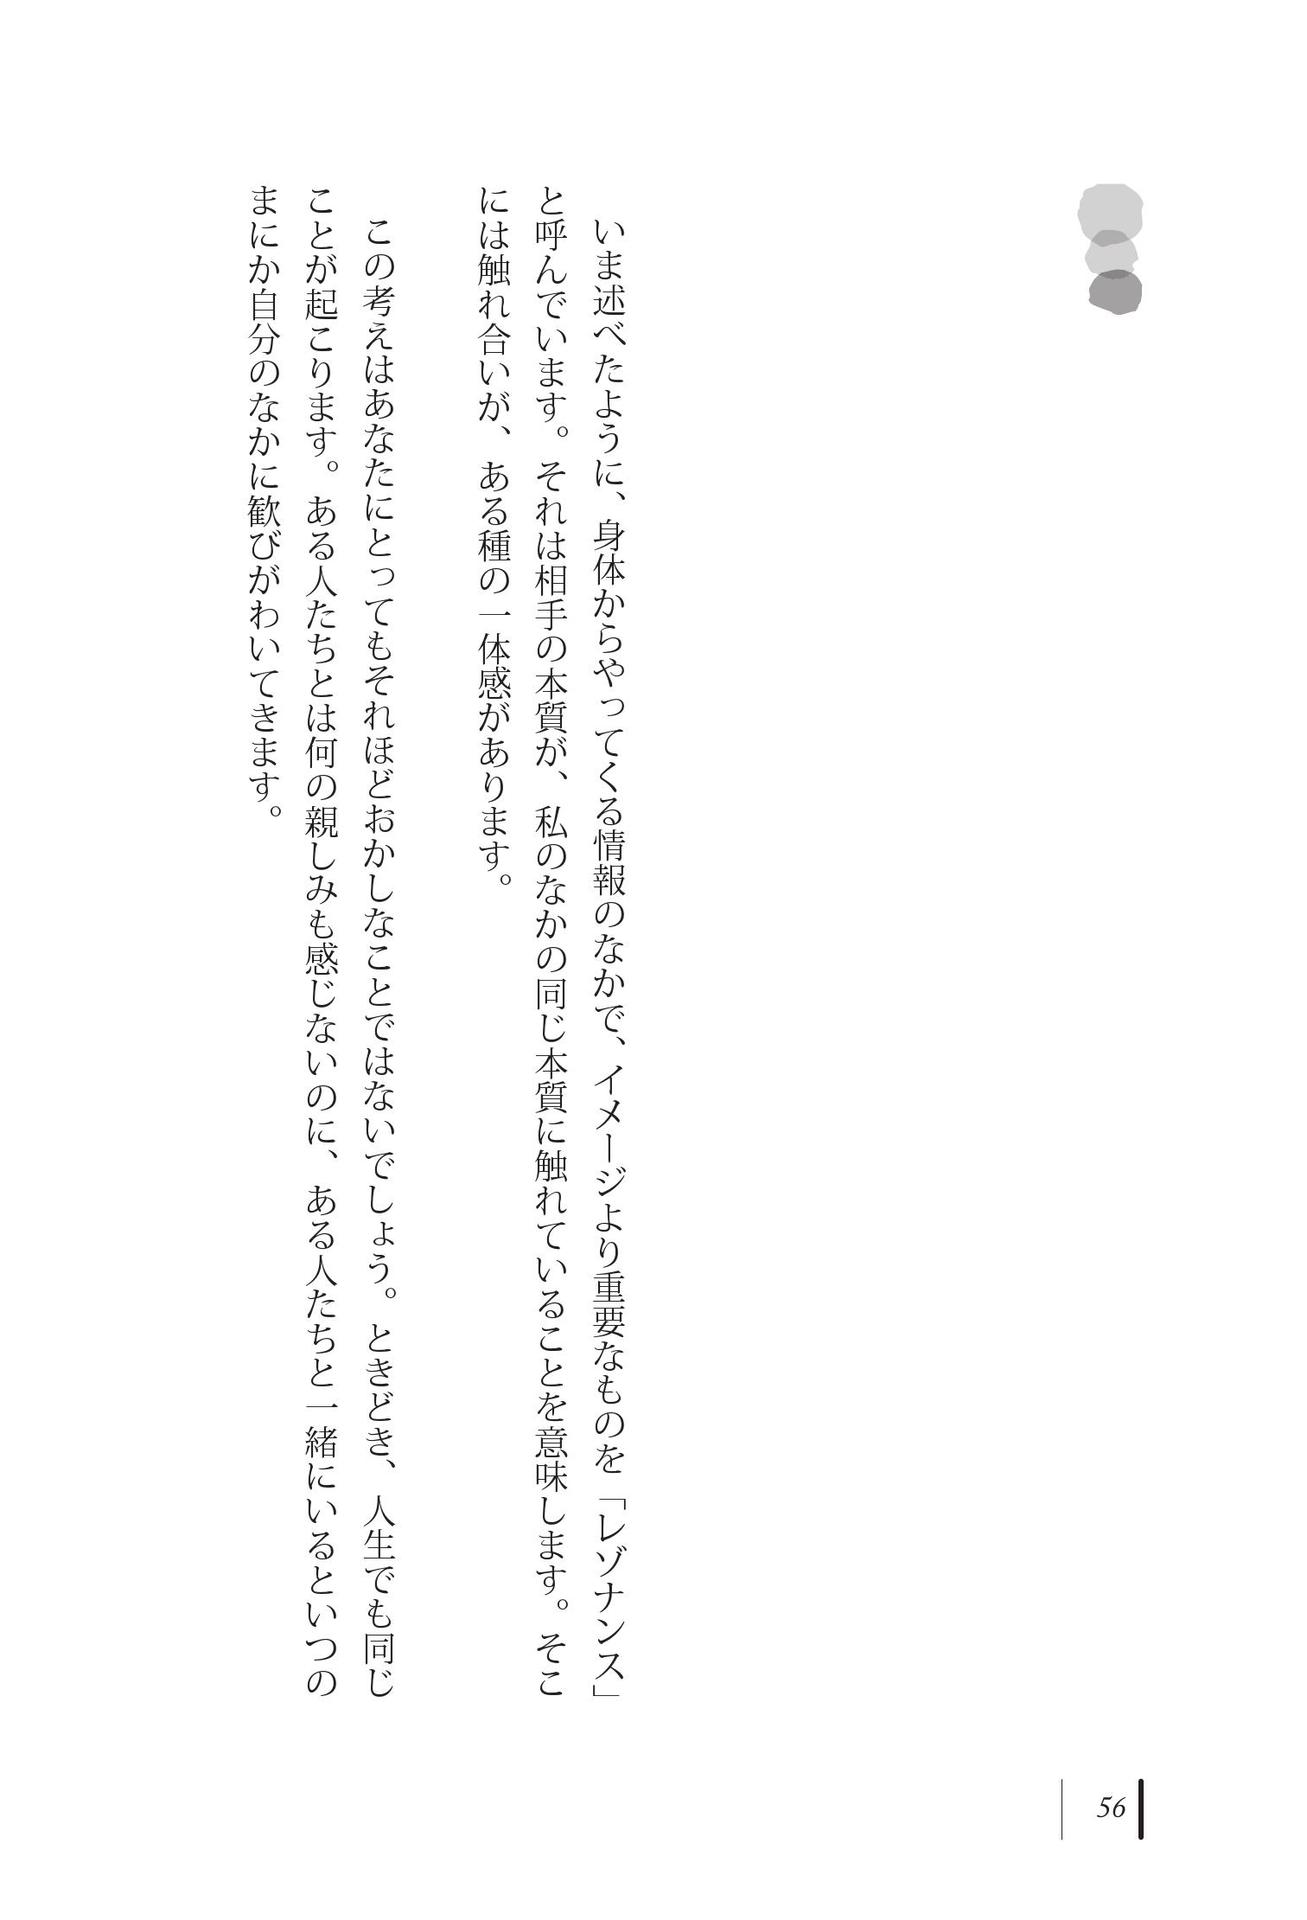 いま述べたように、身体からやってくる情報のなかで、イメージより重要なものを「レゾナンス」
と呼んでいます。それは相手の本質が、私のなかの同じ本質に触れていることを意味します。そこ
には触れ合いが、ある種の一体感があります。
この考えはあなたにとってもそれほどおかしなことではないでしょう。ときどき、人生でも同じ
ことが起こります。ある人たちとは何の親しみも感じないのに、ある人たちと一緒にいるといつの
まにか自分のなかに歓びがわいてきます。
56